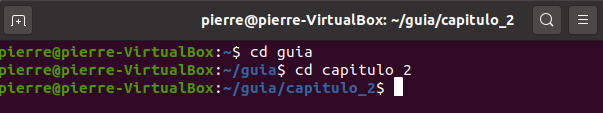 pierre@pierre-VirtualBox: ~/guia/capitulo_2
pierre@pierre-VirtualBox:~$ cd guia
pierre@pierre-VirtualBox:~/guia$ cd capitulo_2
pierre@pierre-VirtualBox:~/guia/capitulo_2$